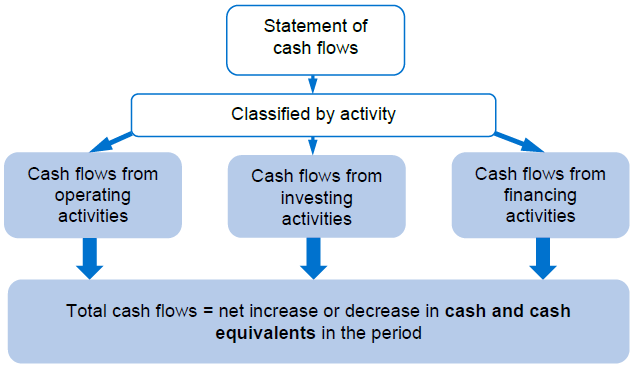 Statement of
cash flows
Classified by activity
Cash flows from
operating
activities
Cash flows from
investing
activities
Cash flows from
financing
activities
Total cash flows = net increase or decrease in cash and cash
equivalents in the period